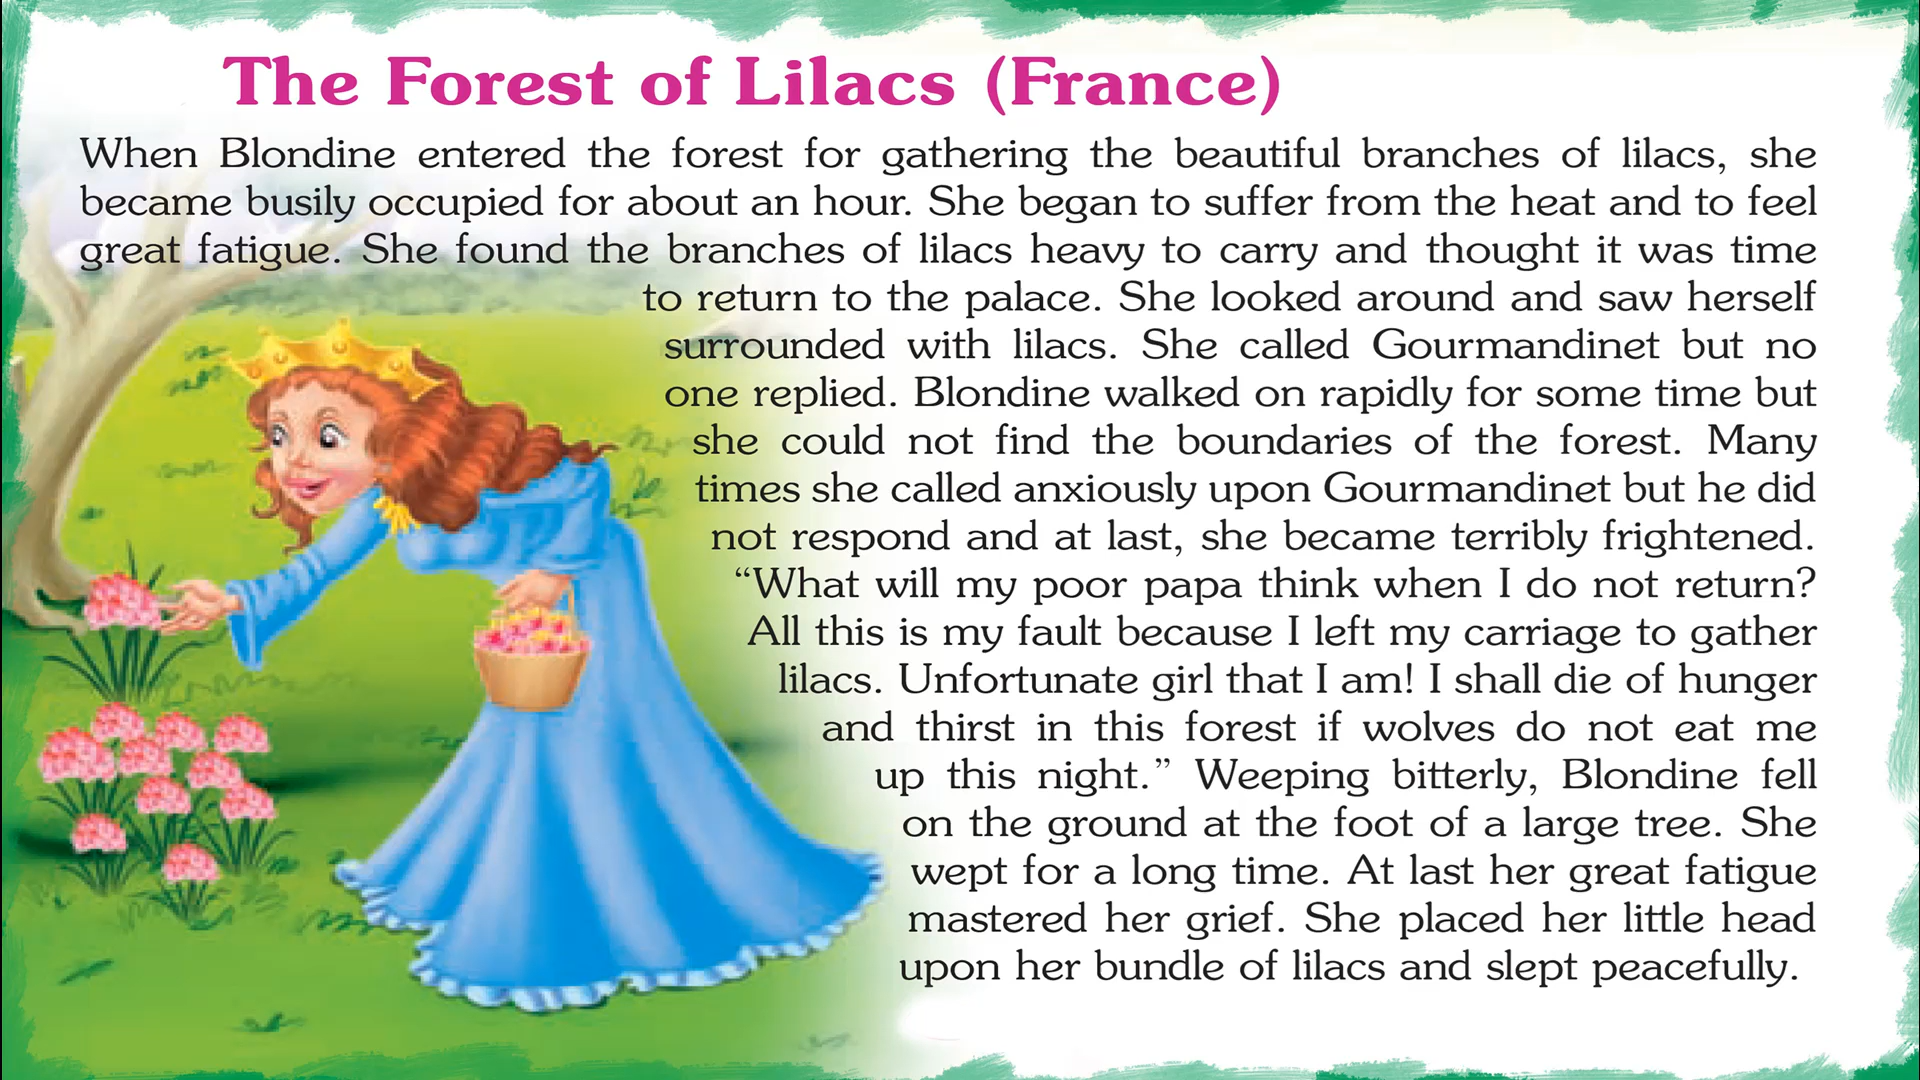 The Forest of Lilacs (France)
When Blondine entered the forest for gathering the beautiful branches of lilacs, she
became busily occupied for about an hour. She began to suffer from the heat and to feel
great fatigue. She found the branches of lilacs heavy to carry and thought it was time
to return to the palace. She looked around and saw herself
surrounded with lilacs. She called Gourmandinet but no
one replied. Blondine walked on rapidly for some time but
she could not find the boundaries of the forest. Many
times she called anxiously upon Gourmandinet but he did
not respond and at last, she became terribly frightened.
“What will my poor papa think when I do not return?
All this is my fault because I left my carriage to gather
lilacs. Unfortunate girl that I am! I shall die of hunger
and thirst in this forest if wolves do not eat me
up this night.” Weeping bitterly, Blondine fell
on the ground at the foot of a large tree. She
wept for a long time. At last her great fatigue
mastered her grief. She placed her little head
upon her bundle of lilacs and slept peacefully.